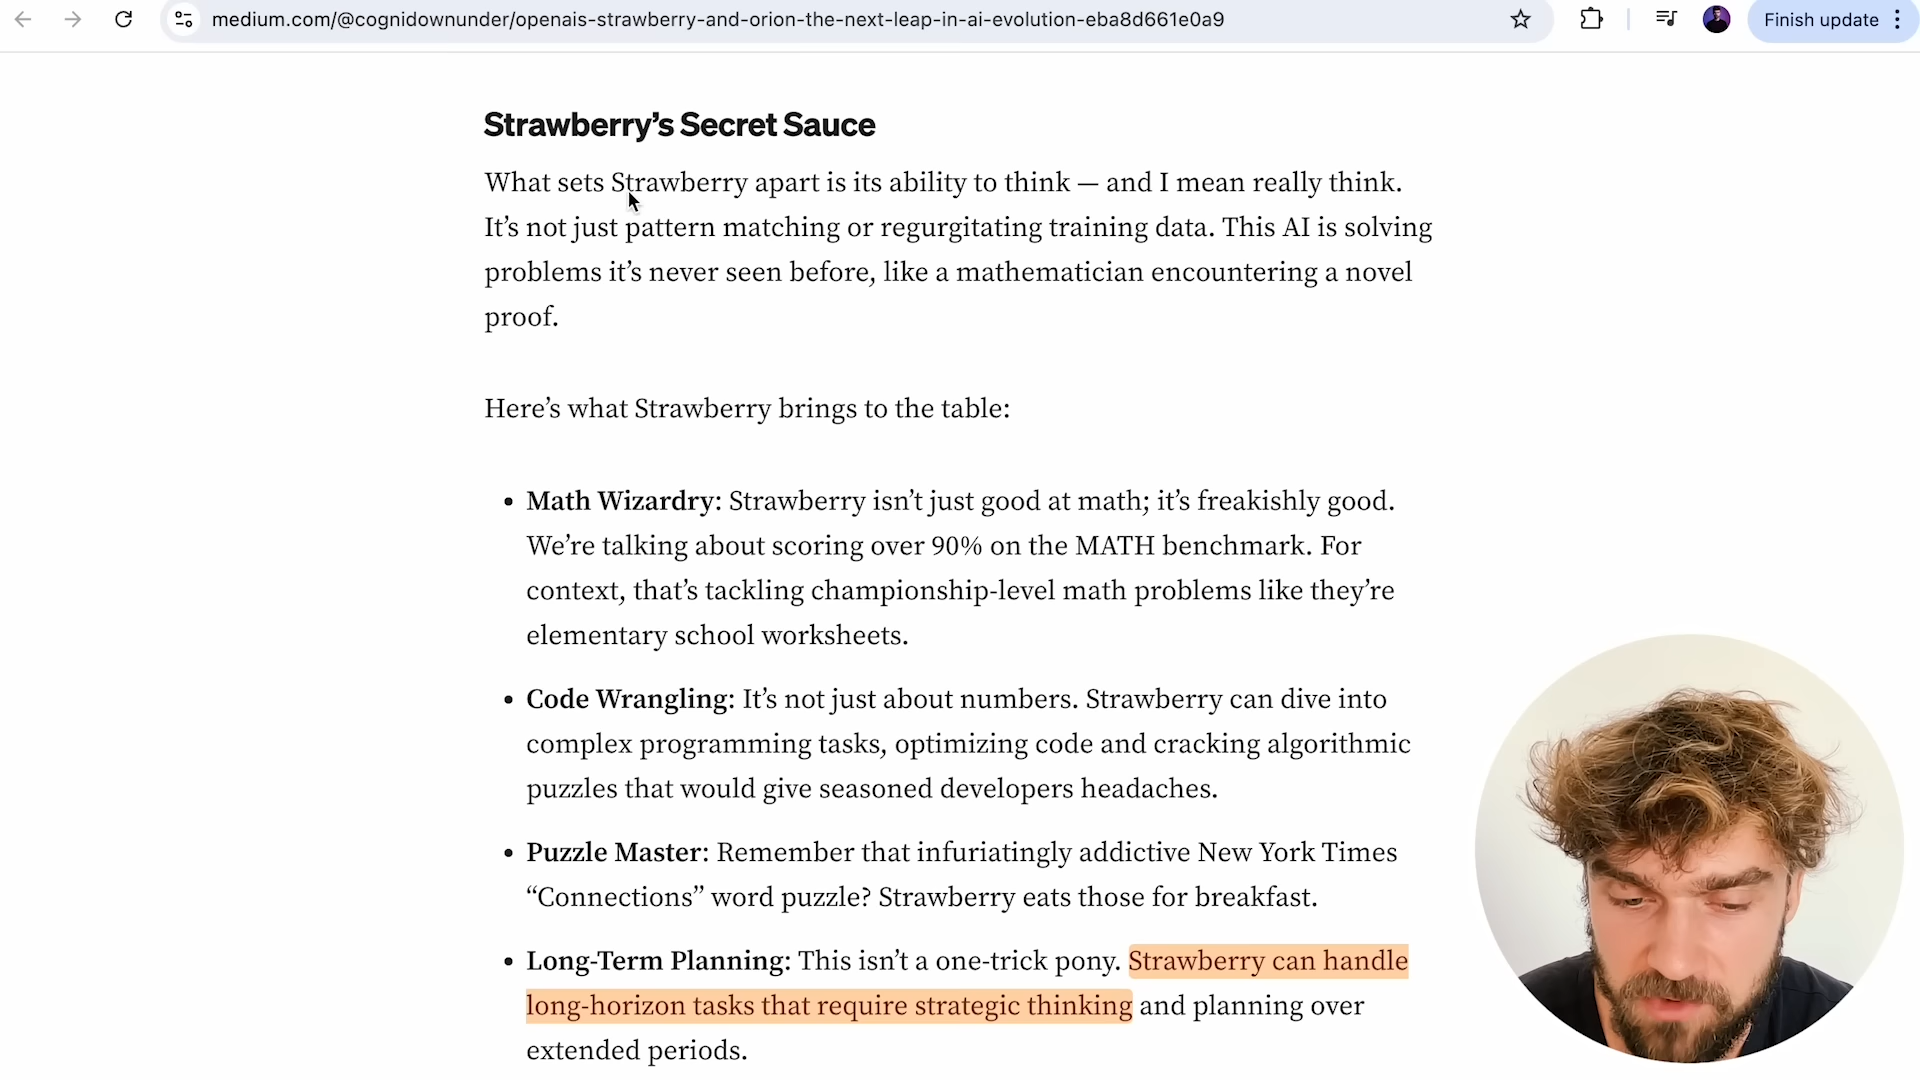 medium.com/@cognidownunder/openais-strawberry-and-orion-the-next-leap-in-ai-evolution-eba8d661e0a9
Finish update
Strawberry’s Secret Sauce
What sets Strawberry apart is its ability to think — and I mean really think.
It’s not just pattern matching or regurgitating training data. This AI is solving
problems it’s never seen before, like a mathematician encountering a novel
proof.
Here’s what Strawberry brings to the table:
• Math Wizardry: Strawberry isn’t just good at math; it’s freakishly good.
We’re talking about scoring over 90% on the MATH benchmark. For
context, that’s tackling championship-level math problems like they’re
elementary school worksheets.
• Code Wrangling: It’s not just about numbers. Strawberry can dive into
complex programming tasks, optimizing code and cracking algorithmic
puzzles that would give seasoned developers headaches.
• Puzzle Master: Remember that infuriatingly addictive New York Times
“Connections” word puzzle? Strawberry eats those for breakfast.
• Long-Term Planning: This isn’t a one-trick pony. Strawberry can handle
long-horizon tasks that require strategic thinking and planning over
extended periods.